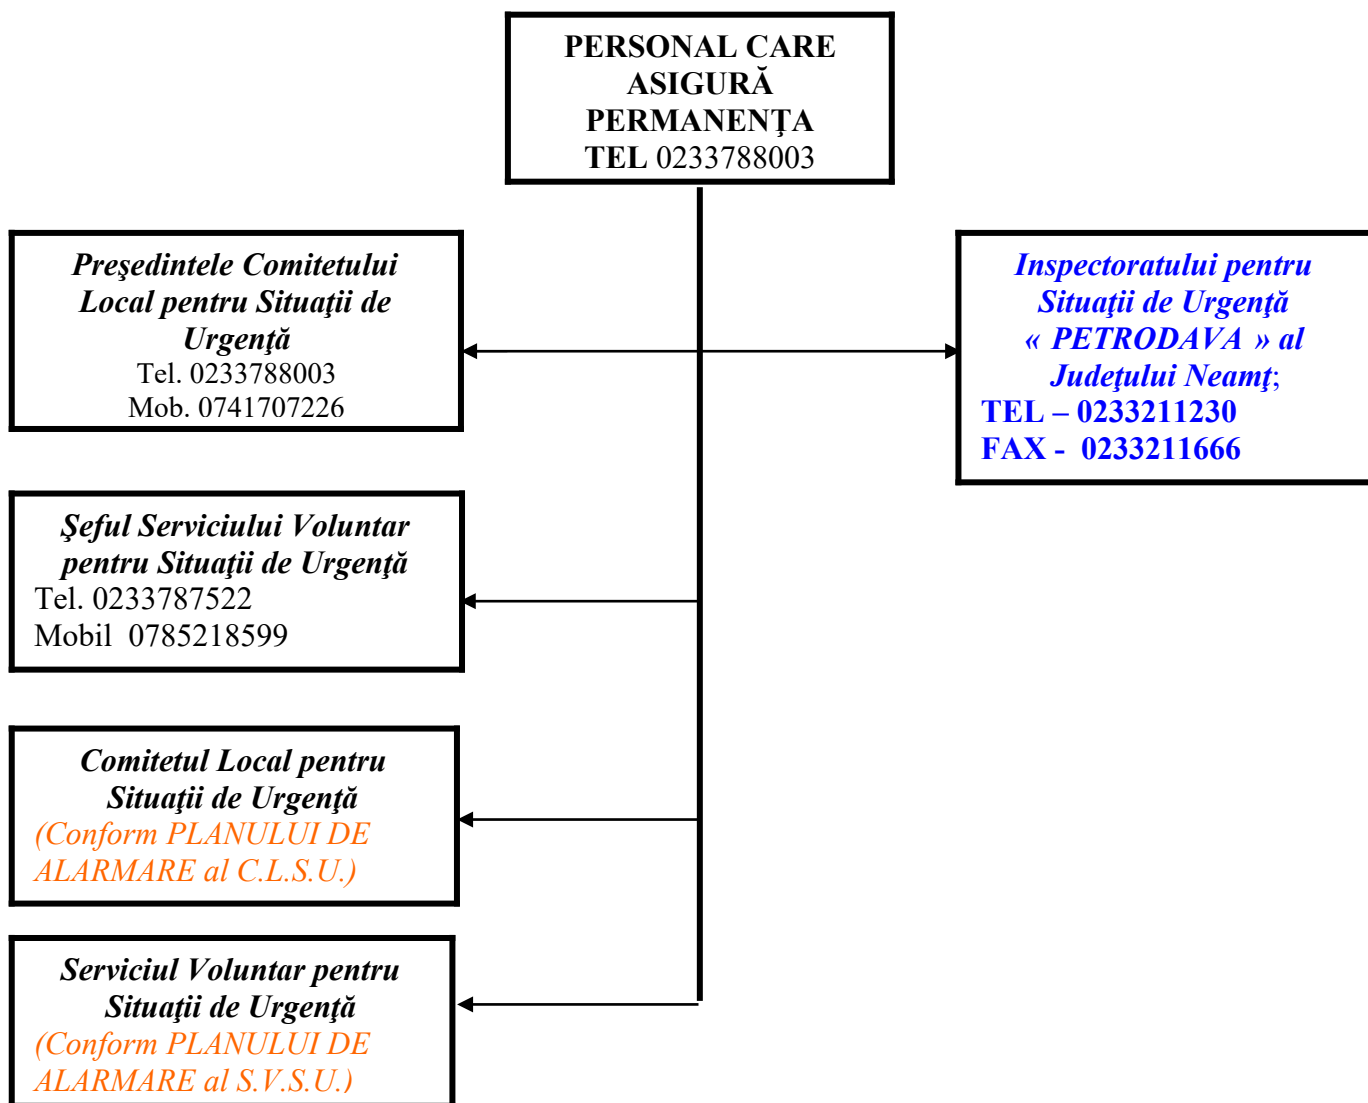 PERSONAL CARE
ASIGURĂ
PERMANENŢA
TEL 0233788003
Preşedintele Comitetului
Local pentru Situaţii de
Urgenţă
Tel. 0233788003
Mob. 0741707226
Inspectoratului pentru
Situaţii de Urgenţă
« PETRODAVA » al
Judeţului Neamţ;
TEL – 0233211230
FAX - 0233211666
Şeful Serviciului Voluntar
pentru Situaţii de Urgenţă
Tel. 0233787522
Mobil 0785218599
Comitetul Local pentru
Situaţii de Urgenţă
(Conform PLANULUI DE
ALARMARE al C.L.S.U.)
Serviciul Voluntar pentru
Situaţii de Urgenţă
(Conform PLANULUI DE
ALARMARE al S.V.S.U.)